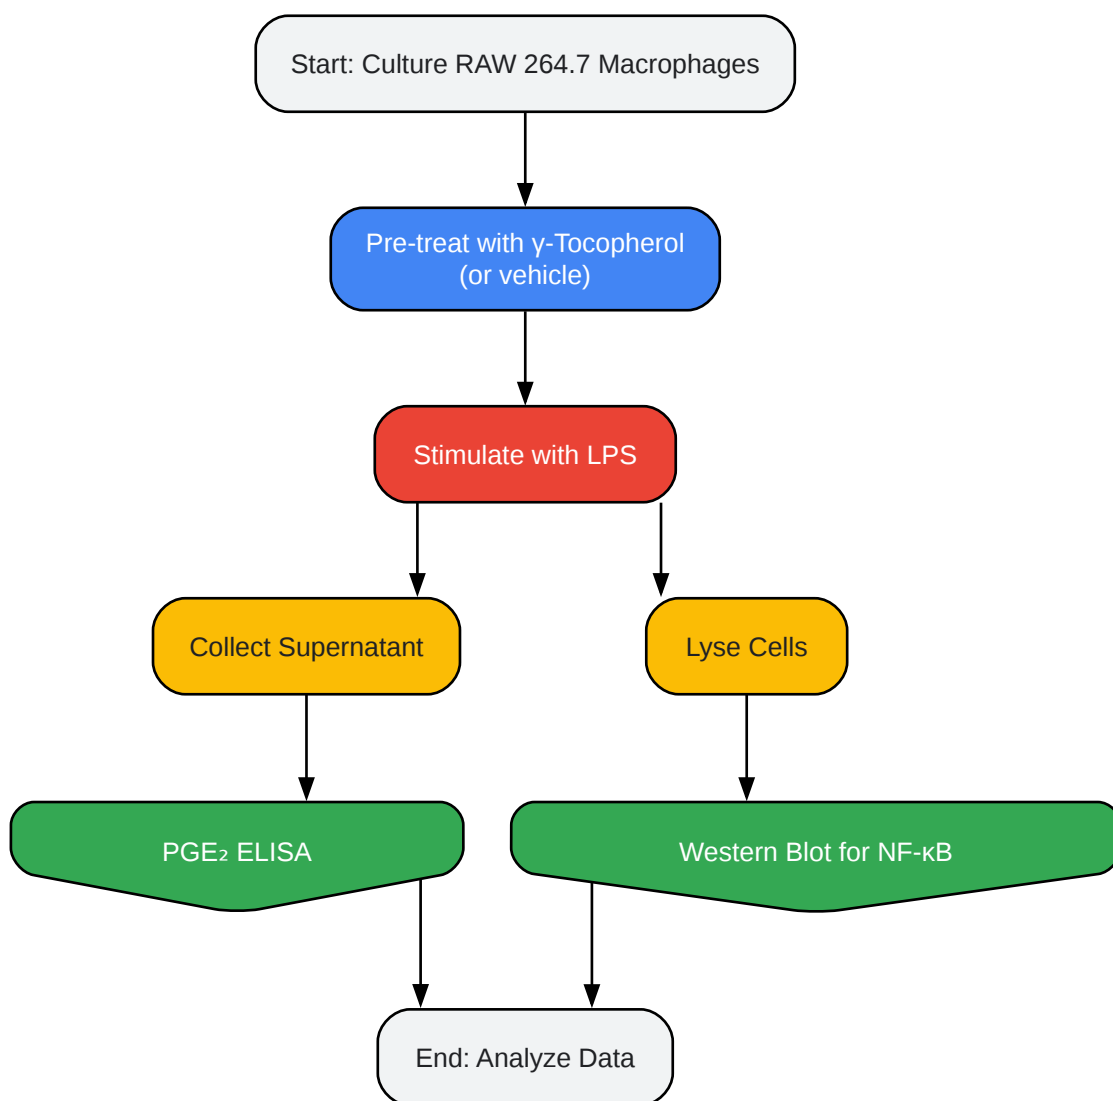 Start: Culture RAW 264.7 Macrophages
Pre-treat with γ-Tocopherol
(or vehicle)
Stimulate with LPS
Collect Supernatant
Lyse Cells
PGE₂ ELISA
Western Blot for NF-κB
End: Analyze Data